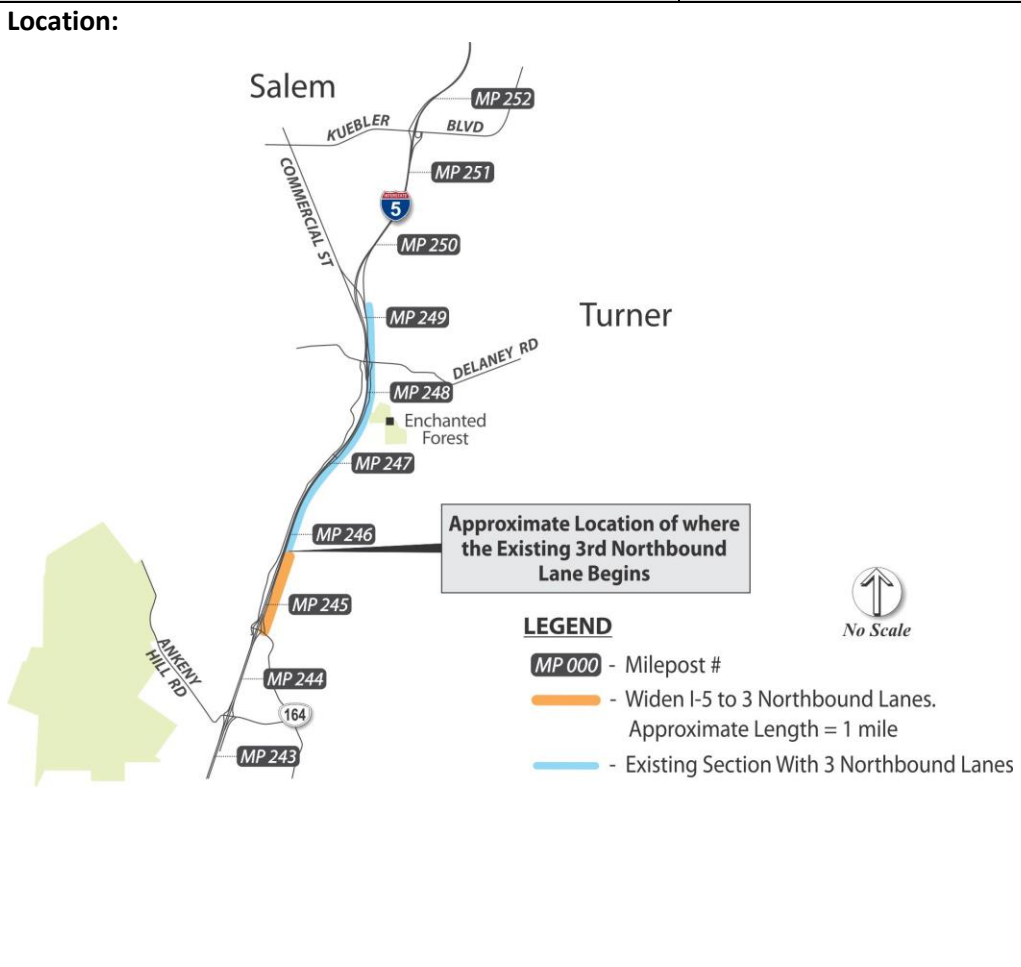 Location:
Salem
MP 252
KUEBLER BLVD
COMMERCIAL ST
MP 251
INTERSTATE
5
MP 250
MP 249
Turner
DELANEY RD
MP 248
Enchanted
Forest
MP 247
MP 246
Approximate Location of where
the Existing 3rd Northbound
Lane Begins
MP 245
ANKENY
HILL RD
MP 244
164
MP 243
No Scale
LEGEND
MP 000 - Milepost #
- Widen I-5 to 3 Northbound Lanes.
Approximate Length = 1 mile
- Existing Section With 3 Northbound Lanes